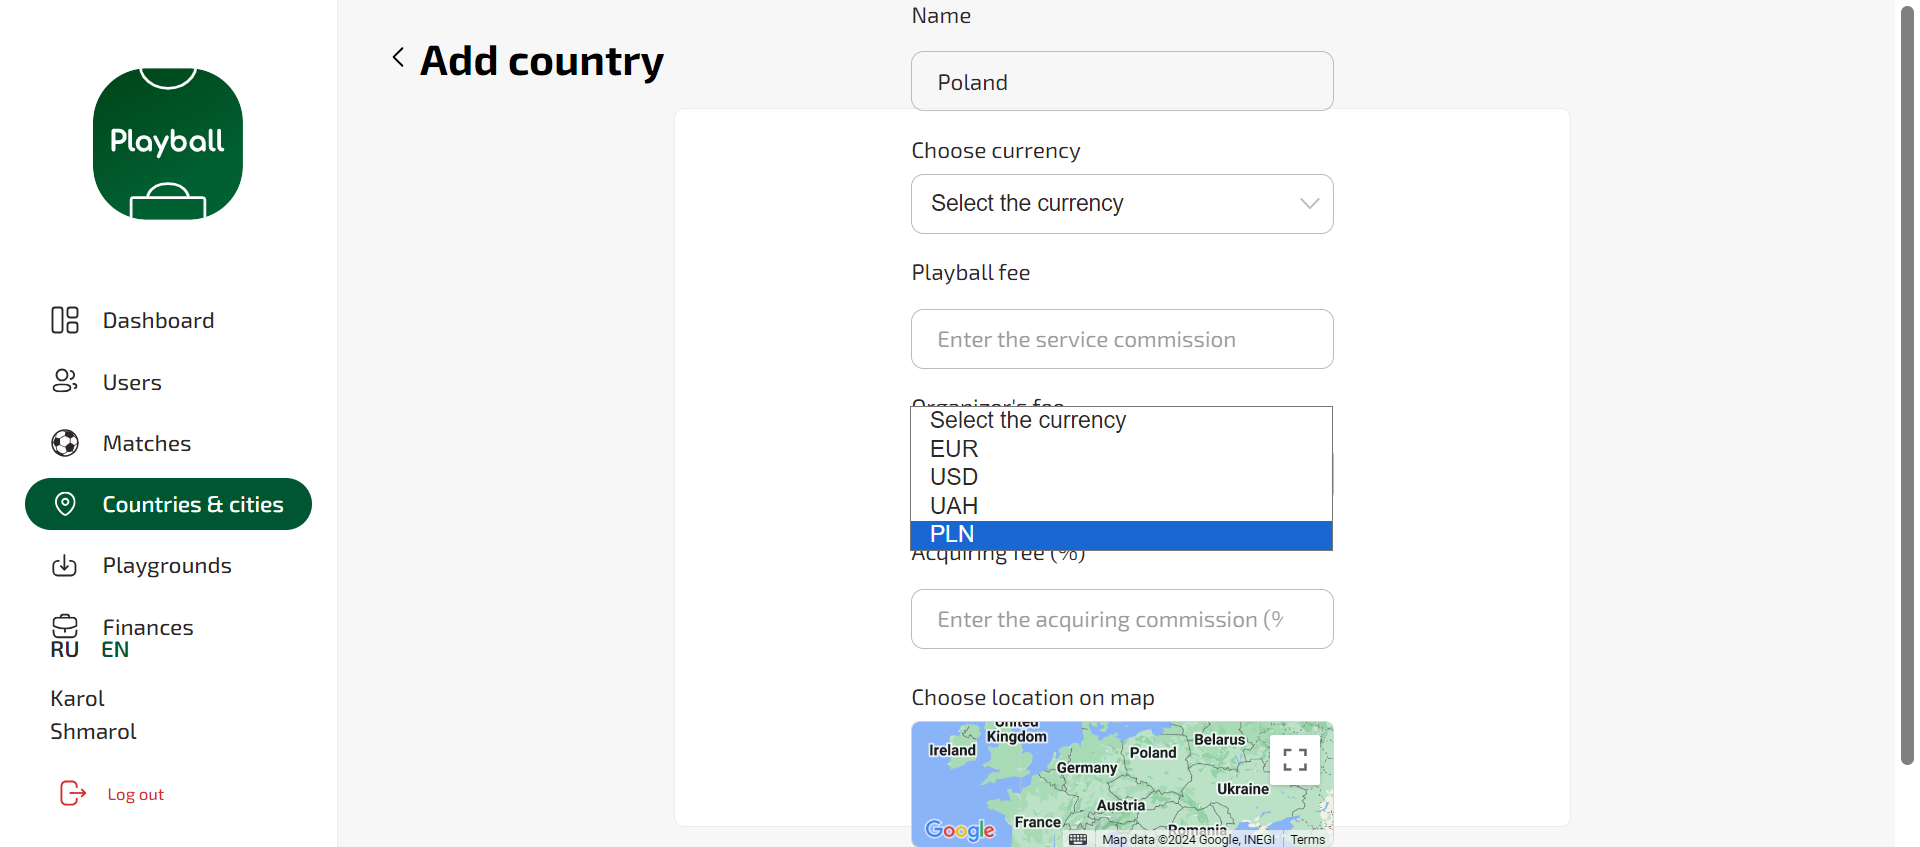 Playball
Dashboard
Users
Matches
Countries & cities
Playgrounds
Finances
RU EN
Karol
Shmarol
Log out
Add country
Name
Poland
Choose currency
Select the currency
Playball fee
Enter the service commission
Organizer's fee
Select the currency
EUR
USD
UAH
PLN
Acquiring fee (%)
Enter the acquiring commission (%
Choose location on map
United
Kingdom
Ireland
Poland
Belarus
Germany
Ukraine
Austria
France
Romania
Google
Map data ©2024 Google, INEGI
Terms